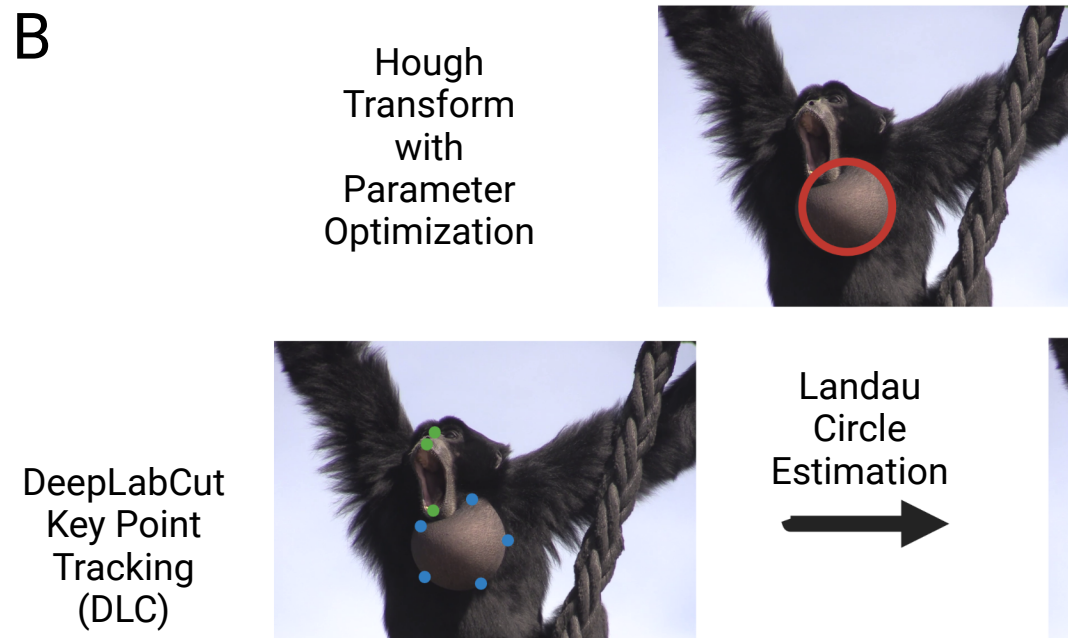 B
Hough
Transform
with
Parameter
Optimization
DeepLabCut
Key Point
Tracking
(DLC)
Landau
Circle
Estimation